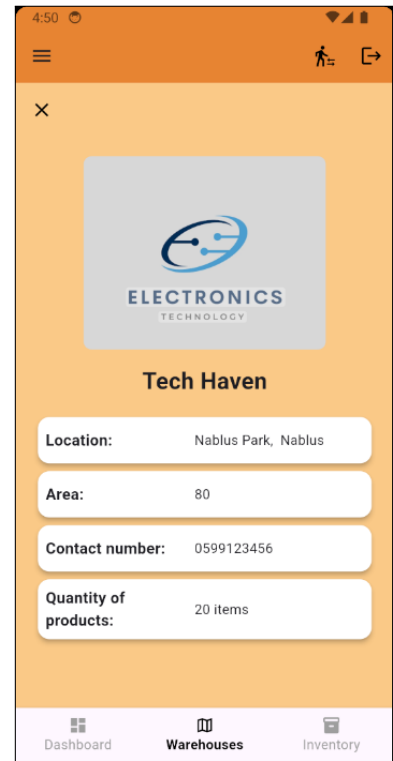 4:50
ELECTRONICS
TECHNOLOGY
Tech Haven
Location: Nablus Park, Nablus
Area: 80
Contact number: 0599123456
Quantity of
products: 20 items
Dashboard Warehouses Inventory